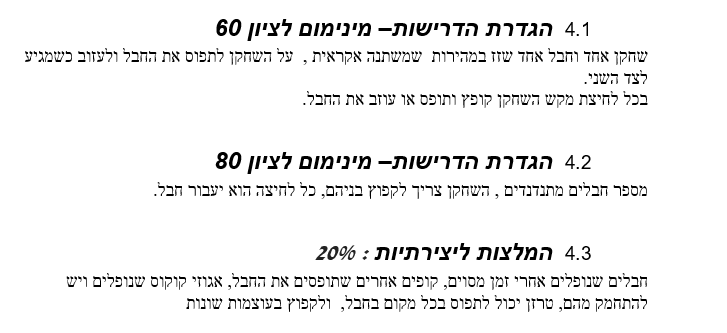 4.1 הגדרת הדרישות– מינימום לציון 60
שחקן אחד וחבל אחד שזז במהירות שמשתנה אקראית , על השחקן לתפוס את החבל ולעזוב כשמגיע
לצד השני.
בכל לחיצת מקש השחקן קופץ ותופס או עוזב את החבל.
4.2 הגדרת הדרישות– מינימום לציון 80
מספר חבלים מתנדנדים , השחקן צריך לקפוץ בניהם, כל לחיצה הוא יעבור חבל.
4.3 המלצות ליצירתיות : 20%
חבלים שנופלים אחרי זמן מסוים, קופים אחרים שתופסים את החבל, אגוזי קוקוס שנופלים ויש
להתחמק מהם, טרזן יכול לתפוס בכל מקום בחבל, ולקפוץ בעוצמות שונות